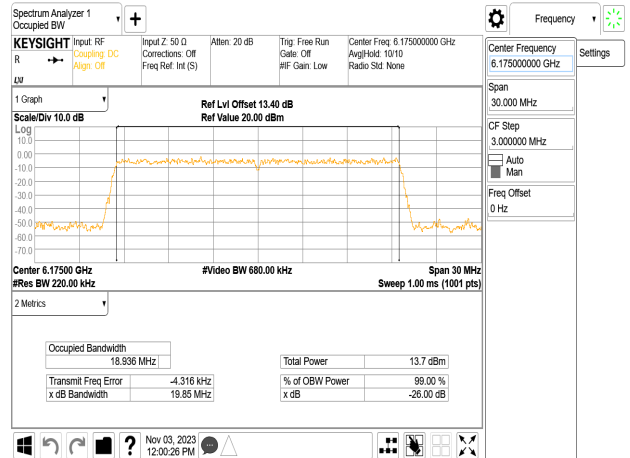 Spectrum Analyzer 1
Occupied BW
Frequency
KEYSIGHT
R
Input: RF
Coupling: DC
Align: Off
Input Z: 50 Ω
Corrections: Off
Freq Ref: Int (S)
Atten: 20 dB
Trig: Free Run
Gate: Off
#IF Gain: Low
Center Freq: 6.175000000 GHz
Avg|Hold: 10/10
Radio Std: None
Center Frequency
6.175000000 GHz
Settings
Span
30.000 MHz
CF Step
3.000000 MHz
Auto
Man
Freq Offset
0 Hz
1 Graph
Ref Lvl Offset 13.40 dB
Scale/Div 10.0 dB
Ref Value 20.00 dBm
Log
10.0
0.00
-10.0
-20.0
-30.0
-40.0
-50.0
-60.0
-70.0
Center 6.17500 GHz
#Video BW 680.00 kHz
Span 30 MHz
#Res BW 220.00 kHz
Sweep 1.00 ms (1001 pts)
2 Metrics
Occupied Bandwidth
18.936 MHz
Total Power 13.7 dBm
Transmit Freq Error -4.316 kHz
% of OBW Power 99.00 %
x dB Bandwidth 19.85 MHz
x dB -26.00 dB
?
Nov 03, 2023
12:00:26 PM